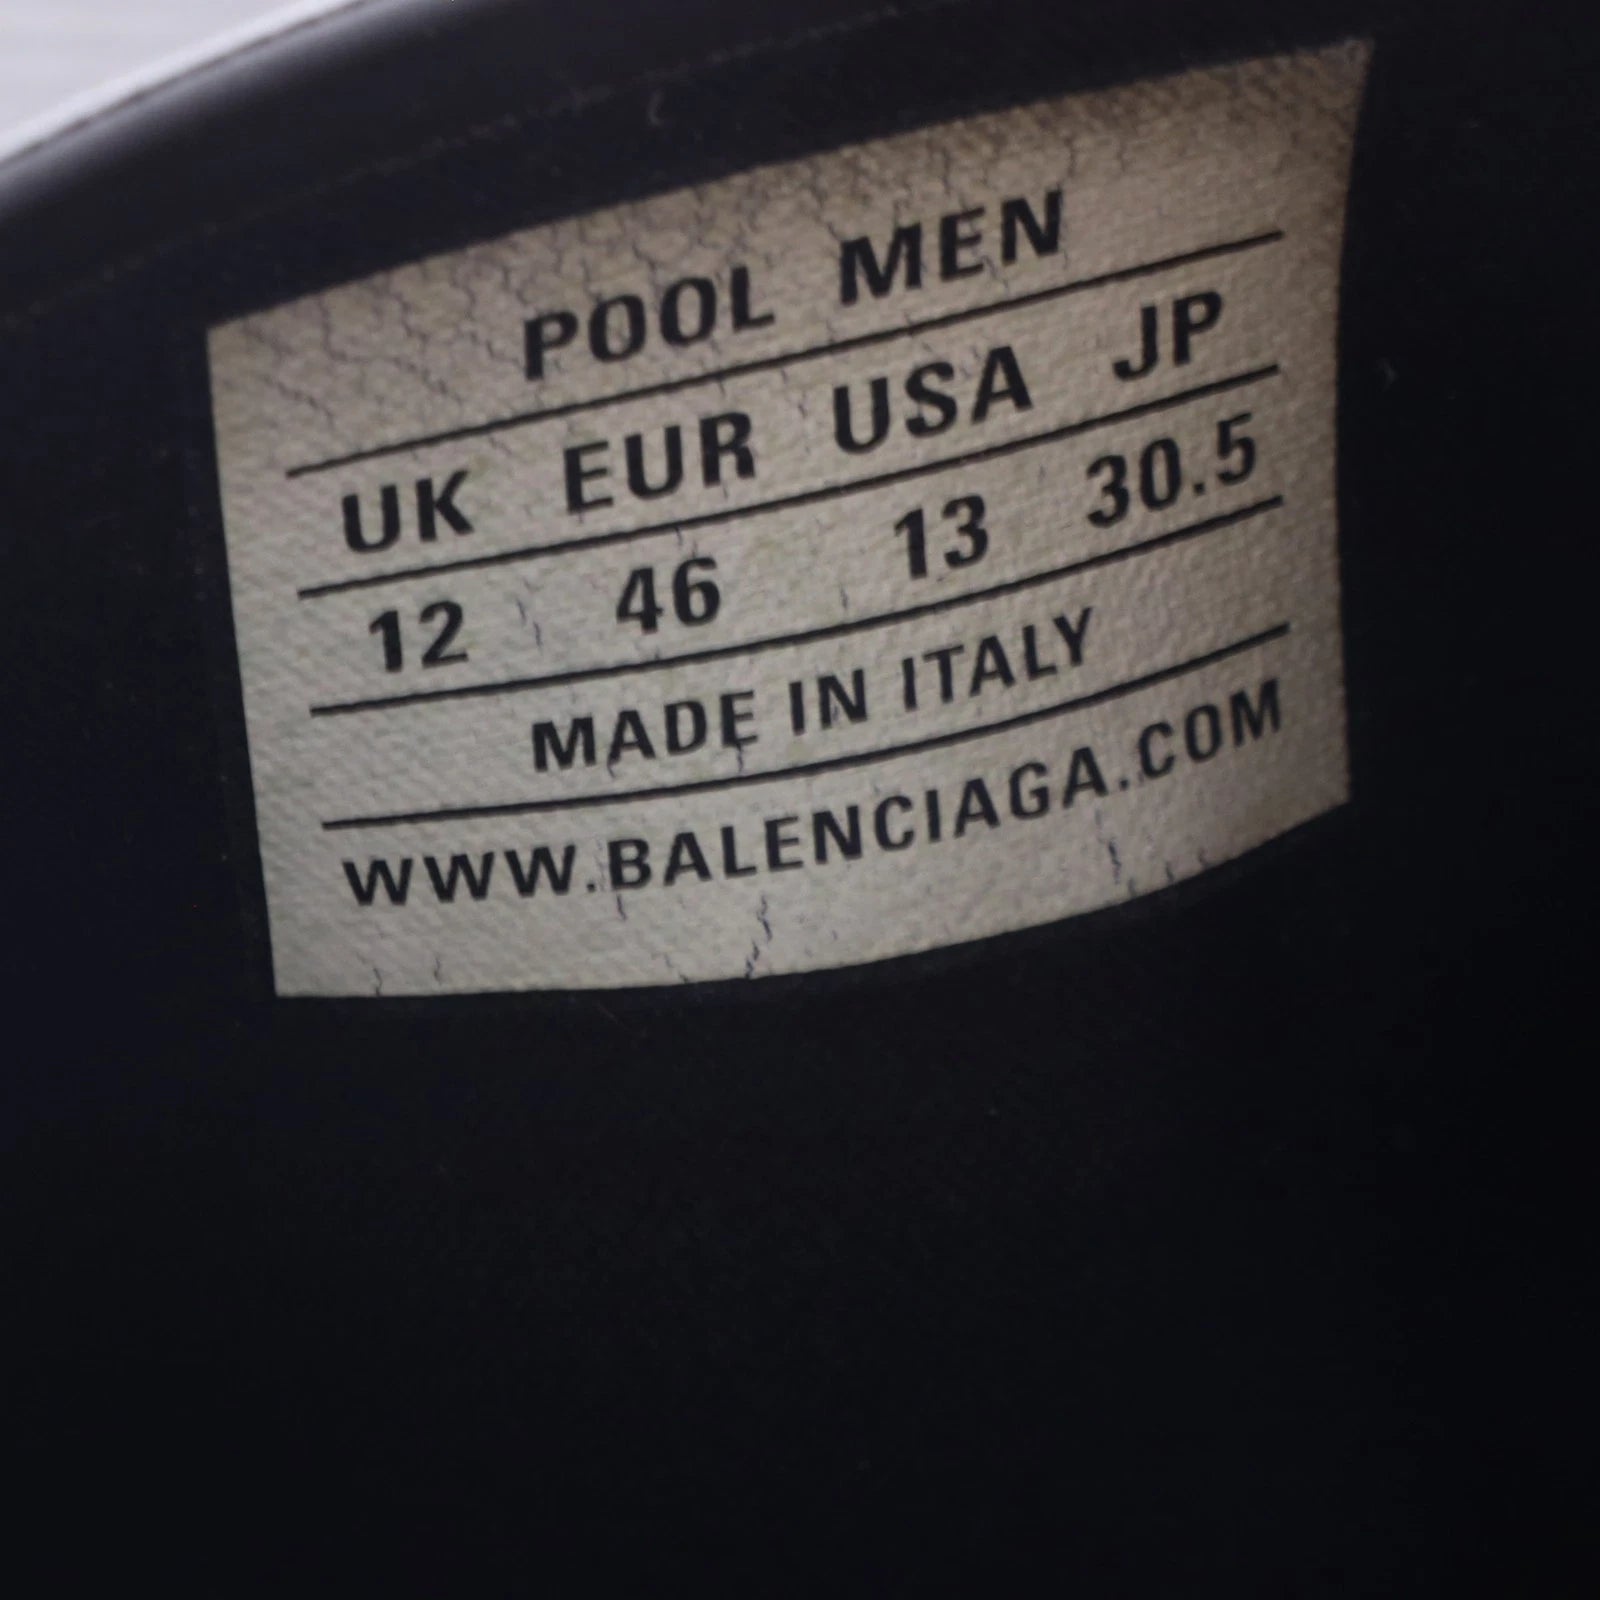 POOL MEN
UK EUR USA JP
12 46 13 30.5
MADE IN ITALY
WWW.BALENCIAGA.COM